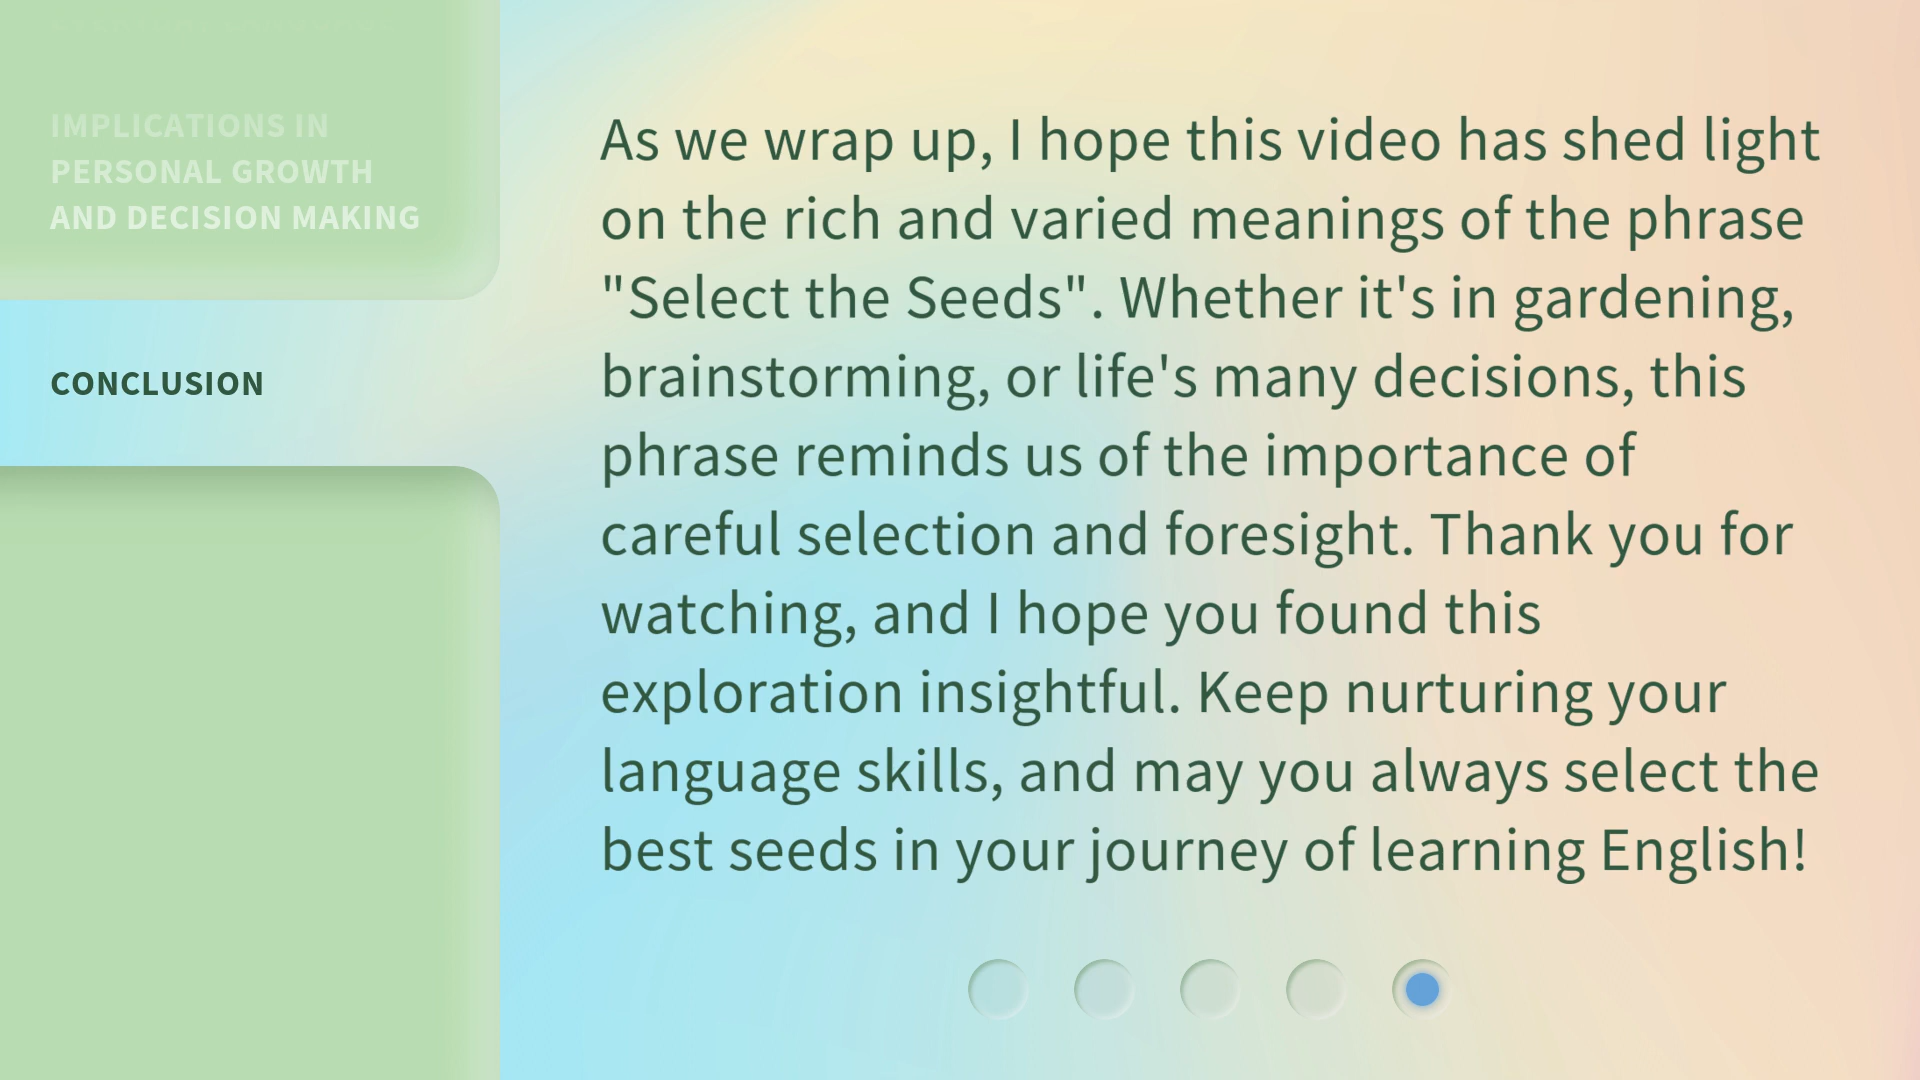 IMPLICATIONS IN
PERSONAL GROWTH
AND DECISION MAKING
CONCLUSION
As we wrap up, I hope this video has shed light
on the rich and varied meanings of the phrase
"Select the Seeds". Whether it's in gardening,
brainstorming, or life's many decisions, this
phrase reminds us of the importance of
careful selection and foresight. Thank you for
watching, and I hope you found this
exploration insightful. Keep nurturing your
language skills, and may you always select the
best seeds in your journey of learning English!